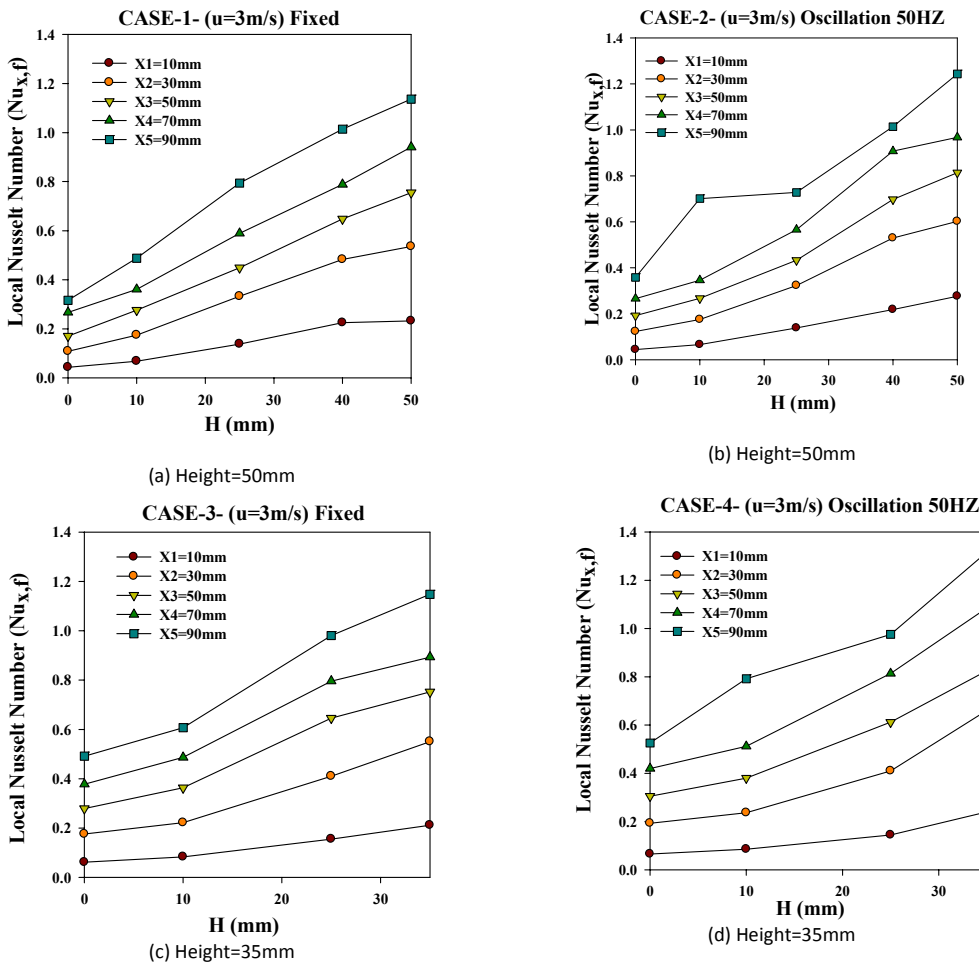 CASE-1- (u=3m/s) Fixed
Local Nusselt Number (Nux,f)
1.4
1.2
1.0
0.8
0.6
0.4
0.2
0.0
X1=10mm
X2=30mm
X3=50mm
X4=70mm
X5=90mm
0 10 20 30 40 50
H (mm)
(a) Height=50mm
CASE-2- (u=3m/s) Oscillation 50HZ
Local Nusselt Number (Nux,f)
1.4
1.2
1.0
0.8
0.6
0.4
0.2
0.0
X1=10mm
X2=30mm
X3=50mm
X4=70mm
X5=90mm
0 10 20 30 40 50
H (mm)
(b) Height=50mm
CASE-3- (u=3m/s) Fixed
Local Nusselt Number (Nux,f)
1.4
1.2
1.0
0.8
0.6
0.4
0.2
0.0
X1=10mm
X2=30mm
X3=50mm
X4=70mm
X5=90mm
0 10 20 30
H (mm)
(c) Height=35mm
CASE-4- (u=3m/s) Oscillation 50HZ
Local Nusselt Number (Nux,f)
1.4
1.2
1.0
0.8
0.6
0.4
0.2
0.0
X1=10mm
X2=30mm
X3=50mm
X4=70mm
X5=90mm
0 10 20 30
H (mm)
(d) Height=35mm